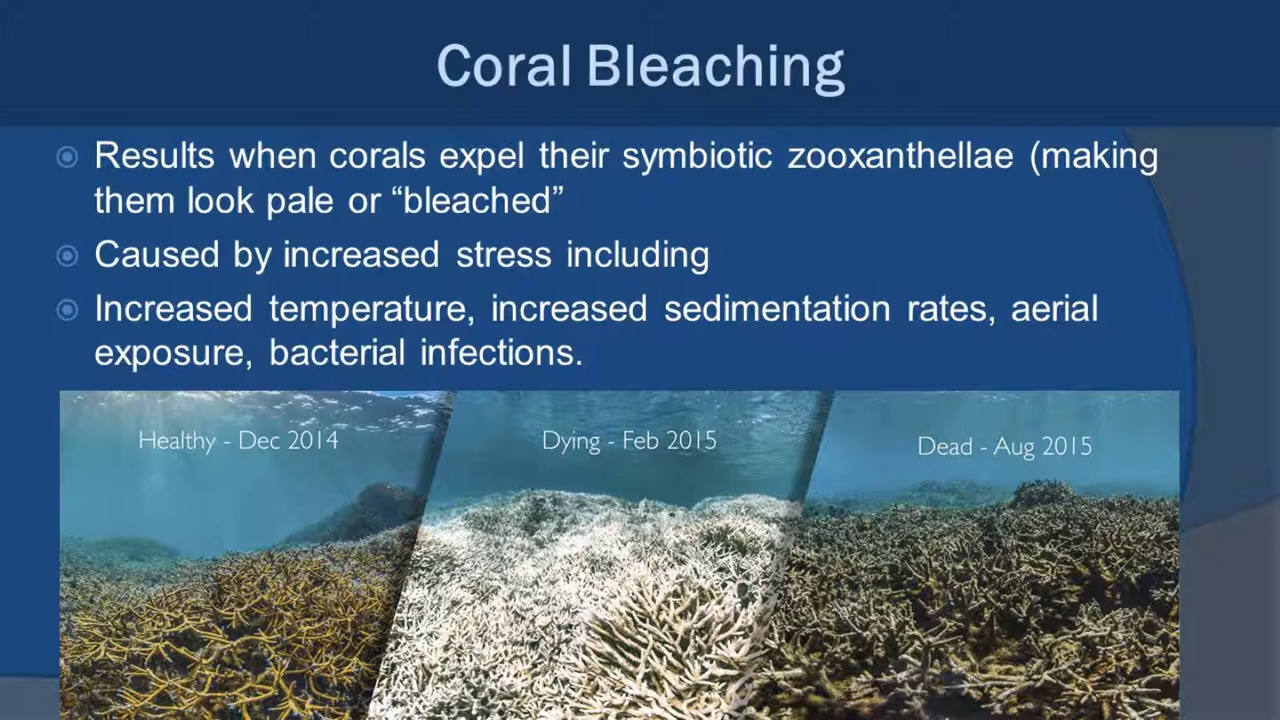 Coral Bleaching
Results when corals expel their symbiotic zooxanthellae (making
them look pale or “bleached”
Caused by increased stress including
Increased temperature, increased sedimentation rates, aerial
exposure, bacterial infections.
Healthy - Dec 2014
Dying - Feb 2015
Dead - Aug 2015